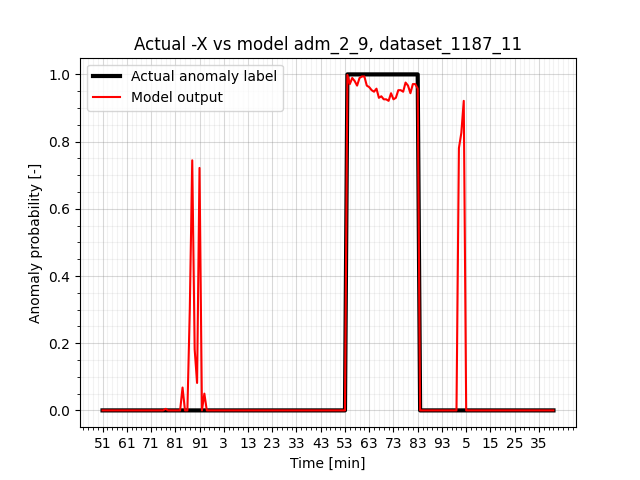 Actual -X vs model adm_2_9, dataset_1187_11
Actual anomaly label
Model output
Anomaly probability [-]
1.0
0.8
0.6
0.4
0.2
0.0
51 61 71 81 91 3 13 23 33 43 53 63 73 83 93 5 15 25 35
Time [min]